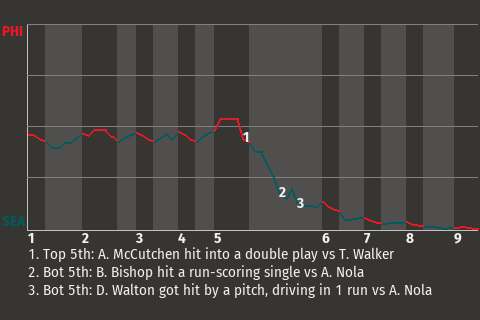 PHI
1
2
3
SEA
1 2 3 4 5 6 7 8 9
1. Top 5th: A. McCutchen hit into a double play vs T. Walker
2. Bot 5th: B. Bishop hit a run-scoring single vs A. Nola
3. Bot 5th: D. Walton got hit by a pitch, driving in 1 run vs A. Nola